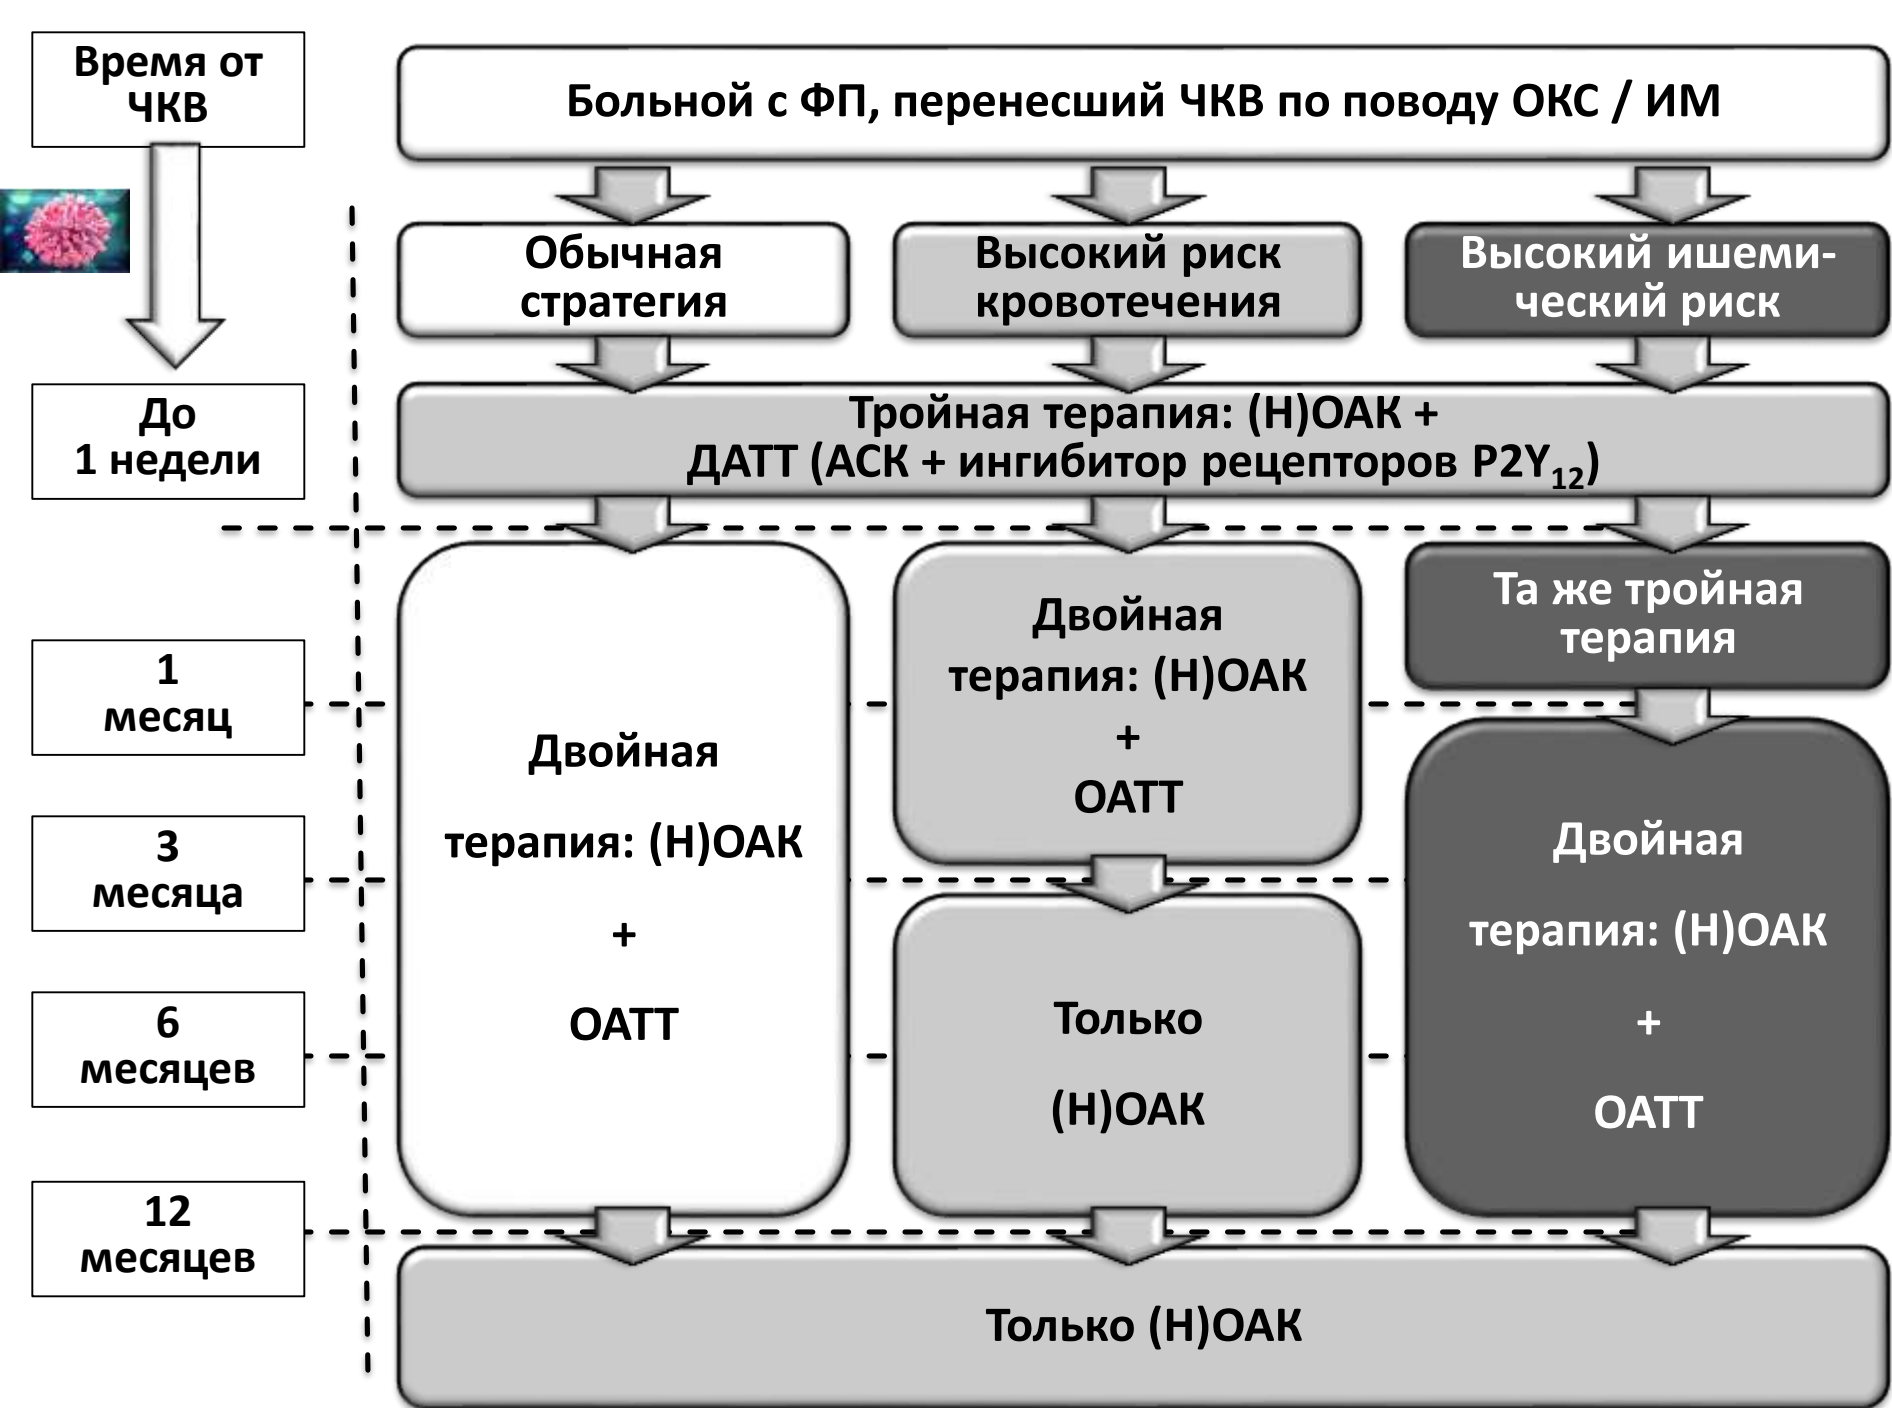 Время от
ЧКВ
Больной с ФП, перенесший ЧКВ по поводу ОКС / ИМ
Обычная
стратегия
Высокий риск
кровотечения
Высокий ишеми-
ческий риск
До
1 недели
Тройная терапия: (Н)ОАК +
ДАТТ (АСК + ингибитор рецепторов P2Y₁₂)
Двойная
терапия: (Н)ОАК
+
ОАТТ
Двойная
терапия: (Н)ОАК
+
ОАТТ
Та же тройная
терапия
1
месяц
3
месяца
Двойная
терапия: (Н)ОАК
+
ОАТТ
Только
(Н)ОАК
6
месяцев
12
месяцев
Только (Н)ОАК